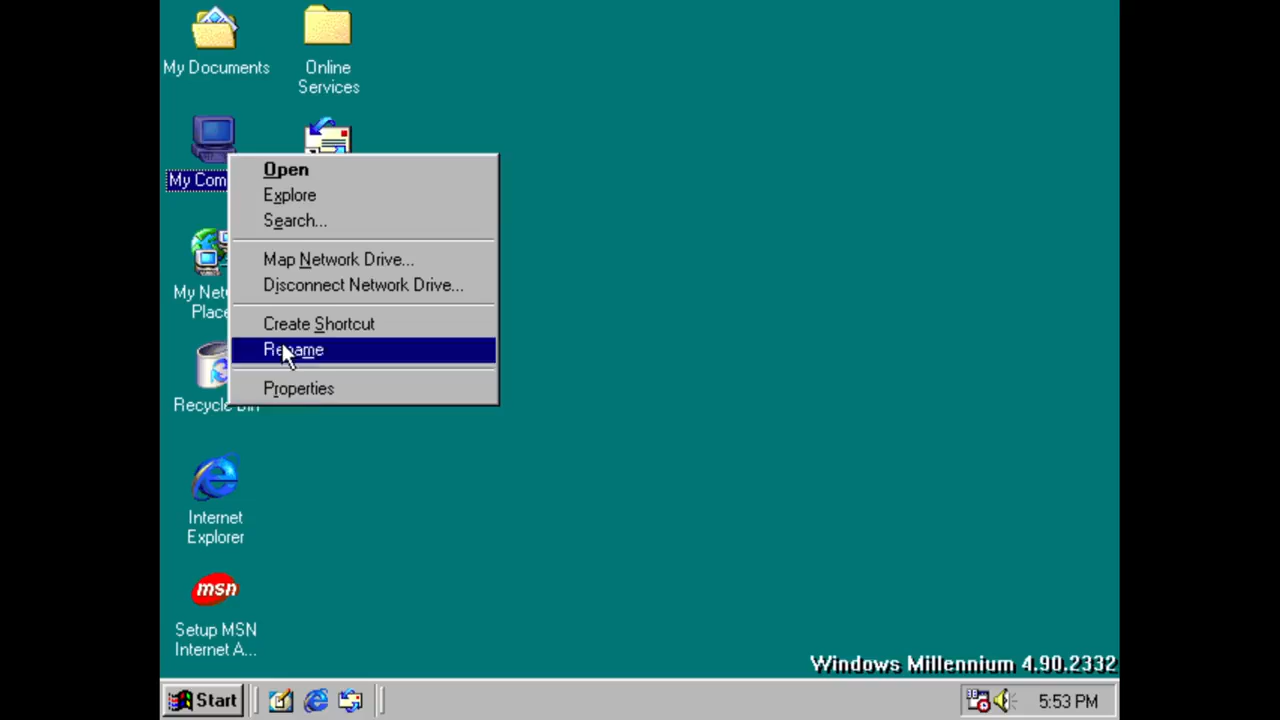 My Documents
Online
Services
My Com
Open
Explore
Search...
Map Network Drive...
Disconnect Network Drive...
Create Shortcut
Rename
Properties
My Net
Place
Recycle Bin
Internet
Explorer
msn
Setup MSN
Internet A...
Windows Millennium 4.90.2332
Start
5:53 PM